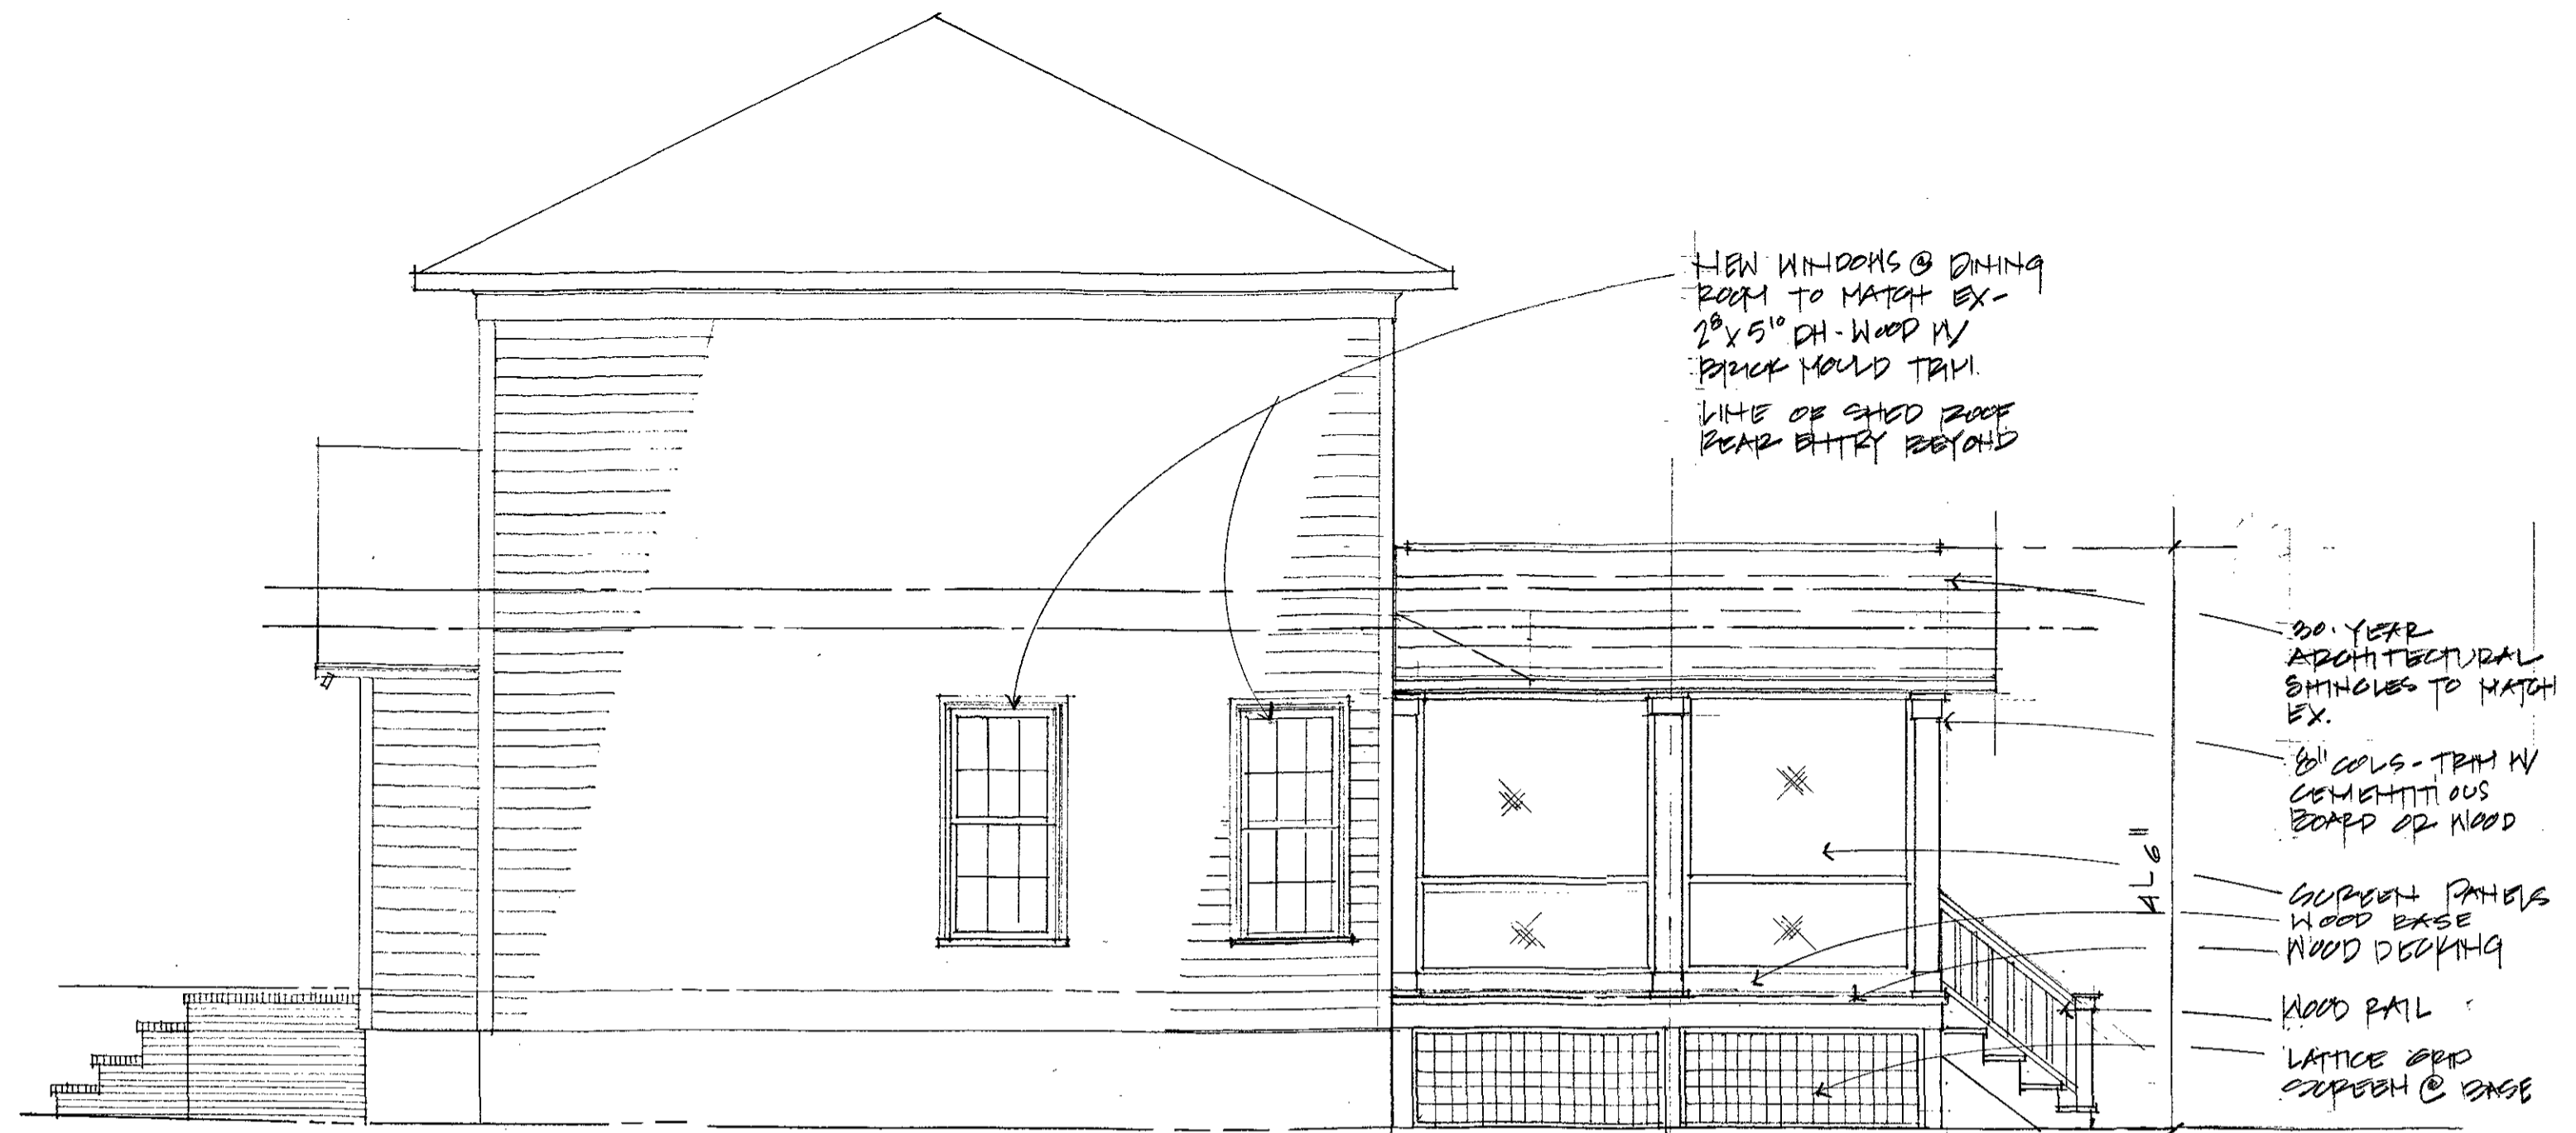 NEW WINDOWS @ DINING
ROOM TO MATCH EX-
2⁸ X 5¹⁰ DH - WOOD W/
BRICK MOULD TRIM.
LINE OF SHED ROOF
REAR ENTRY BEYOND
30-YEAR
ARCHITECTURAL
SHINGLES TO MATCH
EX.
8" COLS - TRIM W/
CEMENTITIOUS
BOARD OR WOOD
SCREEN PANELS
WOOD BASE
WOOD DECKING
WOOD RAIL
LATTICE GRID
SCREEN @ BASE